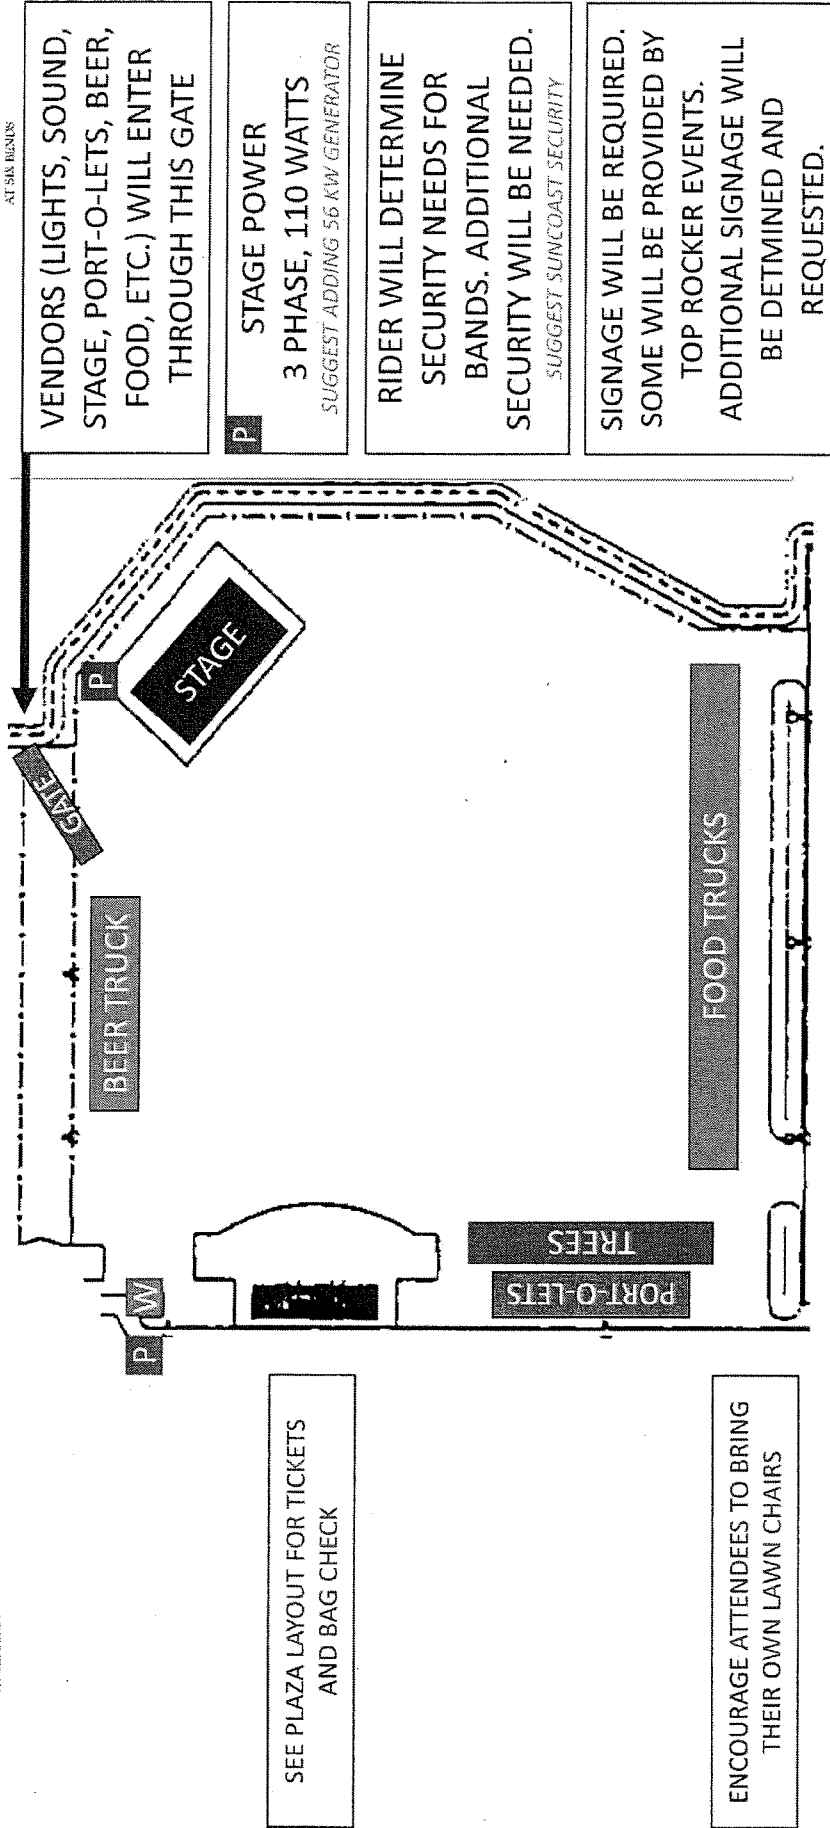 AT SIX BENDS
VENDORS (LIGHTS, SOUND,
STAGE, PORT-O-LETS, BEER,
FOOD, ETC.) WILL ENTER
THROUGH THIS GATE
P
STAGE POWER
3 PHASE, 110 WATTS
SUGGEST ADDING 56 KW GENERATOR
RIDER WILL DETERMINE
SECURITY NEEDS FOR
BANDS. ADDITIONAL
SECURITY WILL BE NEEDED.
SUGGEST SUNCOAST SECURITY
SIGNAGE WILL BE REQUIRED.
SOME WILL BE PROVIDED BY
TOP ROCKER EVENTS.
ADDITIONAL SIGNAGE WILL
BE DETMINED AND
REQUESTED.
GATE
P
STAGE
BEER TRUCK
FOOD TRUCKS
TREES
PORT-O-LETS
W
P
SEE PLAZA LAYOUT FOR TICKETS
AND BAG CHECK
ENCOURAGE ATTENDEES TO BRING
THEIR OWN LAWN CHAIRS